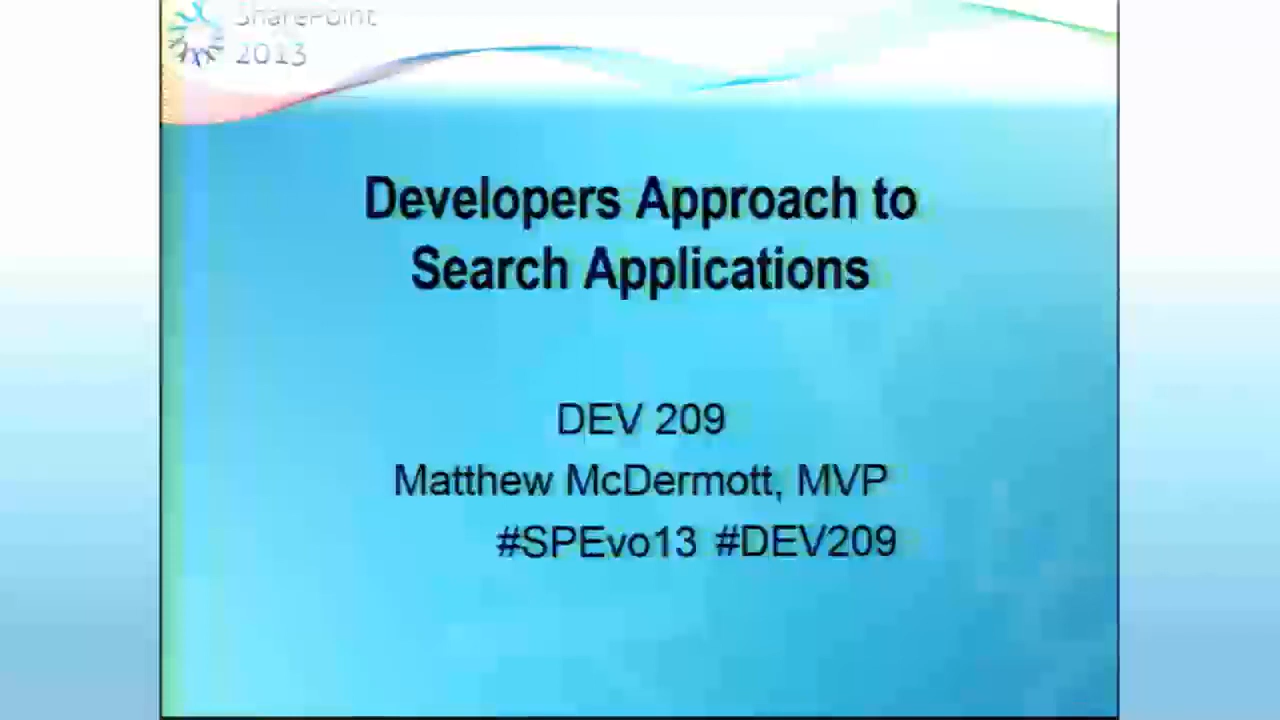 SharePoint
2013
Developers Approach to
Search Applications
DEV 209
Matthew McDermott, MVP
#SPEvo13 #DEV209